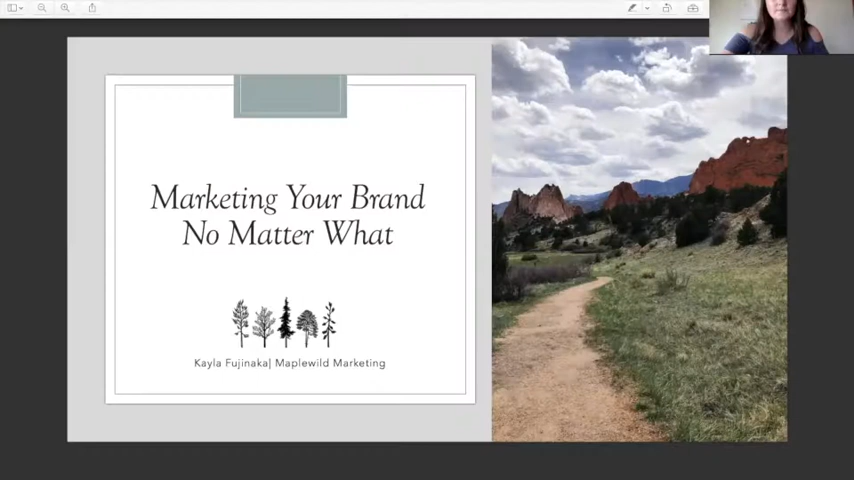 Marketing Your Brand
No Matter What
Kayla Fujinaka| Maplewild Marketing